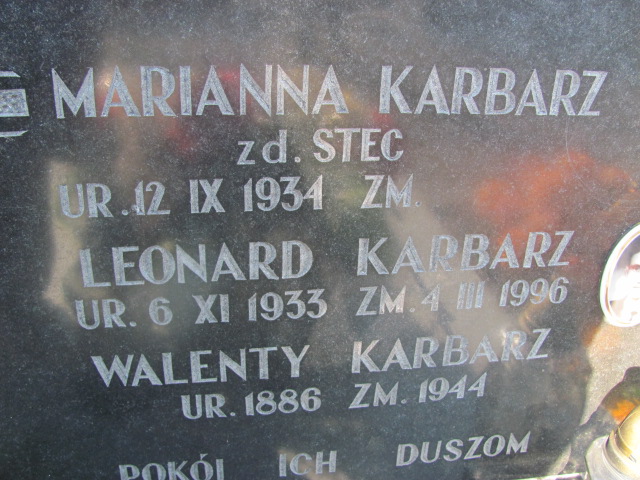 MARIANNA KARBARZ
zd. STEC
UR. 12 IX 1934 ZM.
LEONARD KARBARZ
UR. 6 XI 1933 ZM. 4 III 1996
WALENTY KARBARZ
UR. 1886 ZM. 1944
POKÓJ ICH DUSZOM